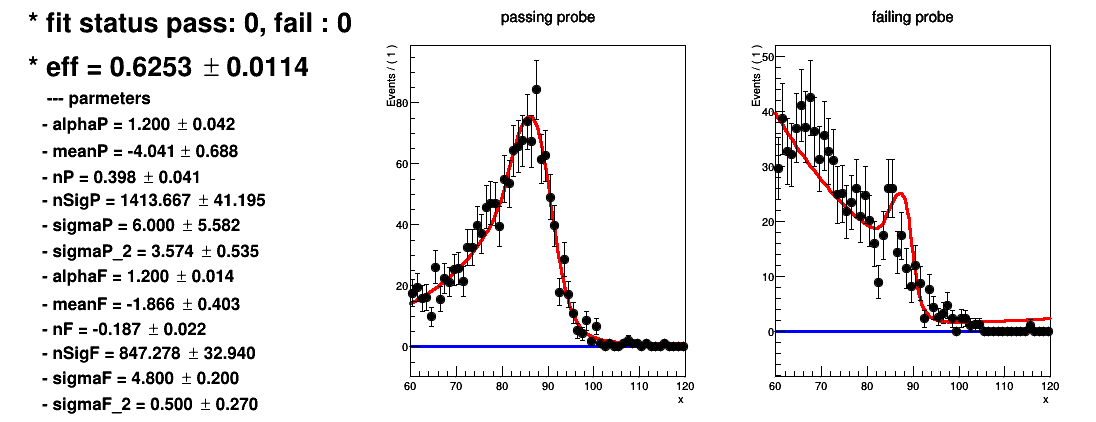 * fit status pass: 0, fail : 0
* eff = 0.6253 ± 0.0114
--- parmeters
- alphaP = 1.200 ± 0.042
- meanP = -4.041 ± 0.688
- nP = 0.398 ± 0.041
- nSigP = 1413.667 ± 41.195
- sigmaP = 6.000 ± 5.582
- sigmaP_2 = 3.574 ± 0.535
- alphaF = 1.200 ± 0.014
- meanF = -1.866 ± 0.403
- nF = -0.187 ± 0.022
- nSigF = 847.278 ± 32.940
- sigmaF = 4.800 ± 0.200
- sigmaF_2 = 0.500 ± 0.270
passing probe
Events / ( 1 )
80
60
40
20
0
60 70 80 90 100 110 120
x
failing probe
Events / ( 1 )
50
40
30
20
10
0
60 70 80 90 100 110 120
x